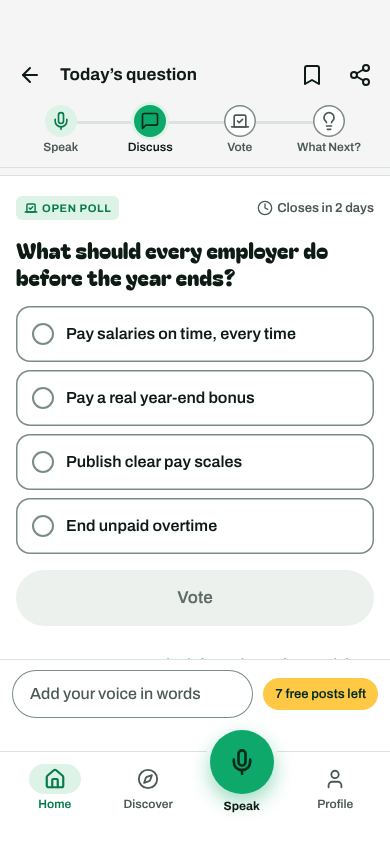 Today's question
Speak
Discuss
Vote
What Next?
OPEN POLL
Closes in 2 days
What should every employer do
before the year ends?
Pay salaries on time, every time
Pay a real year-end bonus
Publish clear pay scales
End unpaid overtime
Vote
Add your voice in words
7 free posts left
Home
Discover
Speak
Profile